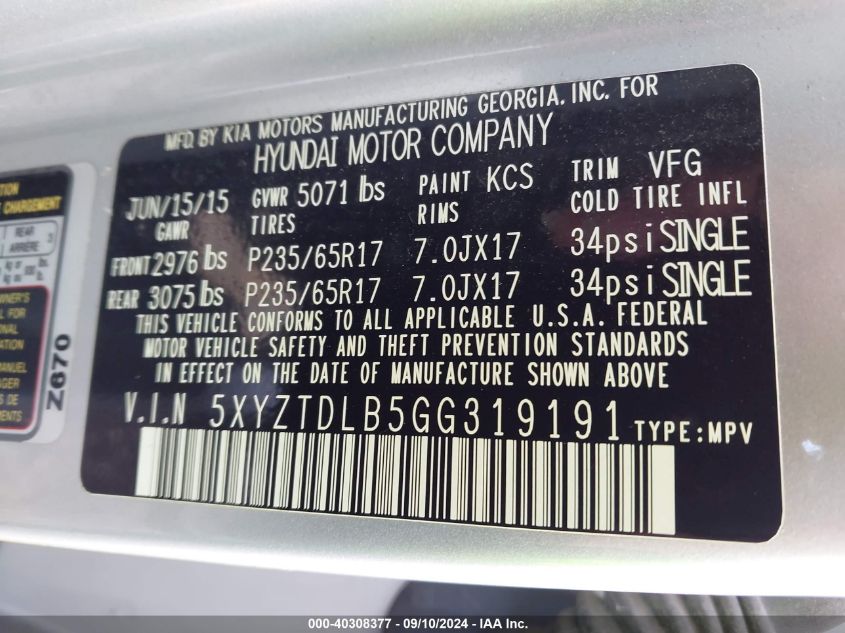 MFD. BY KIA MOTORS MANUFACTURING GEORGIA, INC. FOR
HYUNDAI MOTOR COMPANY
JUN/15/15 GVWR 5071 lbs PAINT KCS TRIM VFG
GAWR TIRES RIMS COLD TIRE INFL
FRONT 2976 lbs P235/65R17 7.0JX17 34psi SINGLE
REAR 3075 lbs P235/65R17 7.0JX17 34psi SINGLE
THIS VEHICLE CONFORMS TO ALL APPLICABLE U.S.A. FEDERAL
MOTOR VEHICLE SAFETY AND THEFT PREVENTION STANDARDS
IN EFFECT ON THE DATE OF MANUFACTURE SHOWN ABOVE
V.I.N 5XYZTDLB5GG319191 TYPE:MPV
CHARGEMENT
REAR
ARRIÈRE
Z670
000-40308377 - 09/10/2024 - IAA Inc.